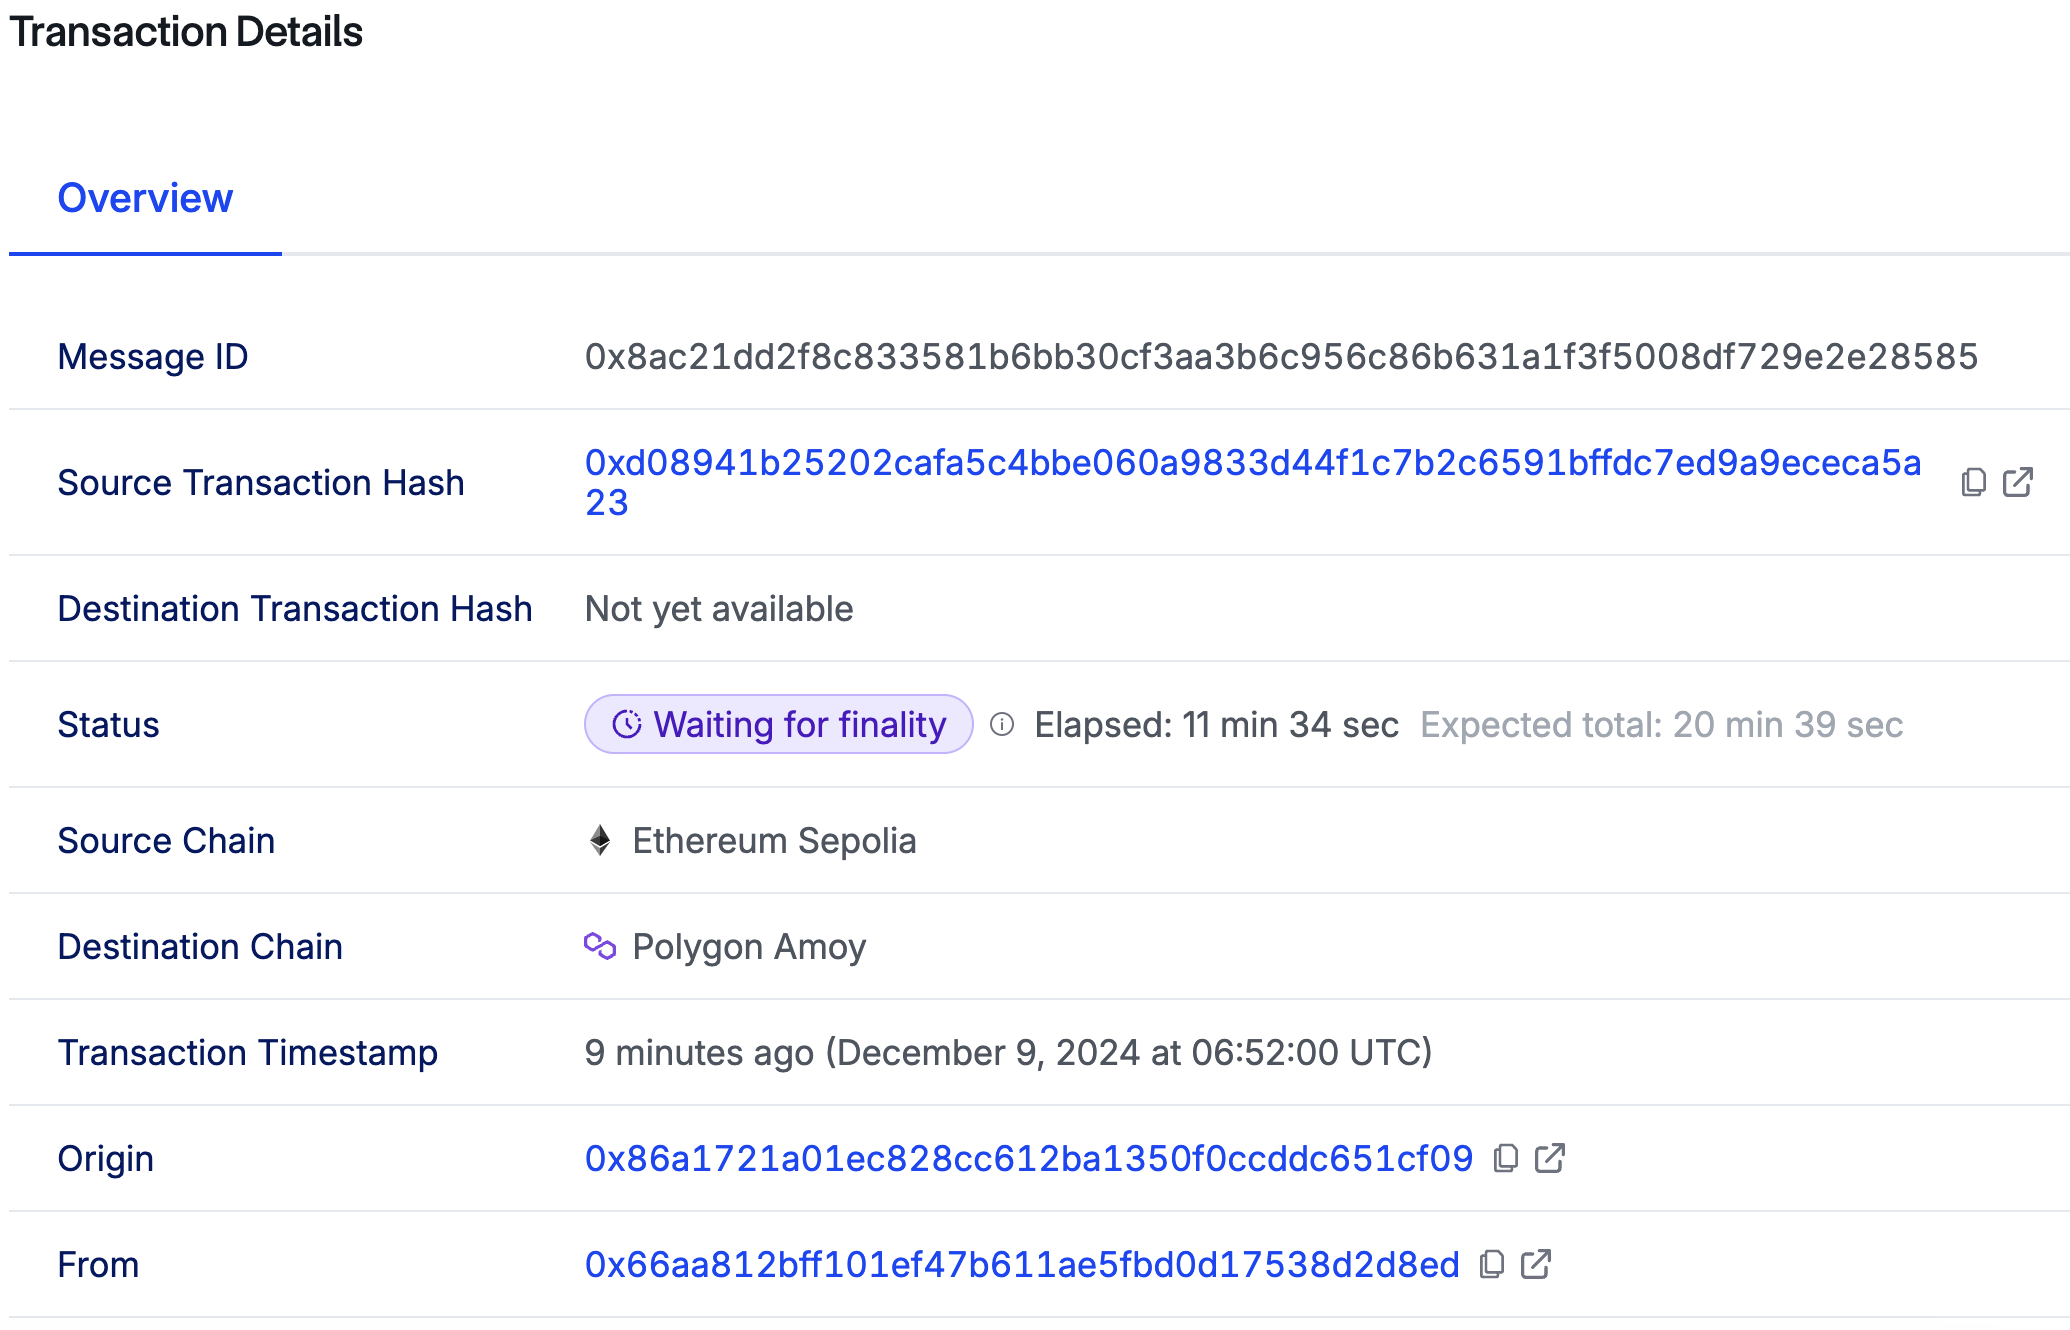 Transaction Details
Overview
Message ID 0x8ac21dd2f8c833581b6bb30cf3aa3b6c956c86b631a1f3f5008df729e2e28585
Source Transaction Hash 0xd08941b25202cafa5c4bbe060a9833d44f1c7b2c6591bffdc7ed9a9ececa5a
23
Destination Transaction Hash Not yet available
Status Waiting for finality Elapsed: 11 min 34 sec Expected total: 20 min 39 sec
Source Chain Ethereum Sepolia
Destination Chain Polygon Amoy
Transaction Timestamp 9 minutes ago (December 9, 2024 at 06:52:00 UTC)
Origin 0x86a1721a01ec828cc612ba1350f0ccddc651cf09
From 0x66aa812bff101ef47b611ae5fbd0d17538d2d8ed